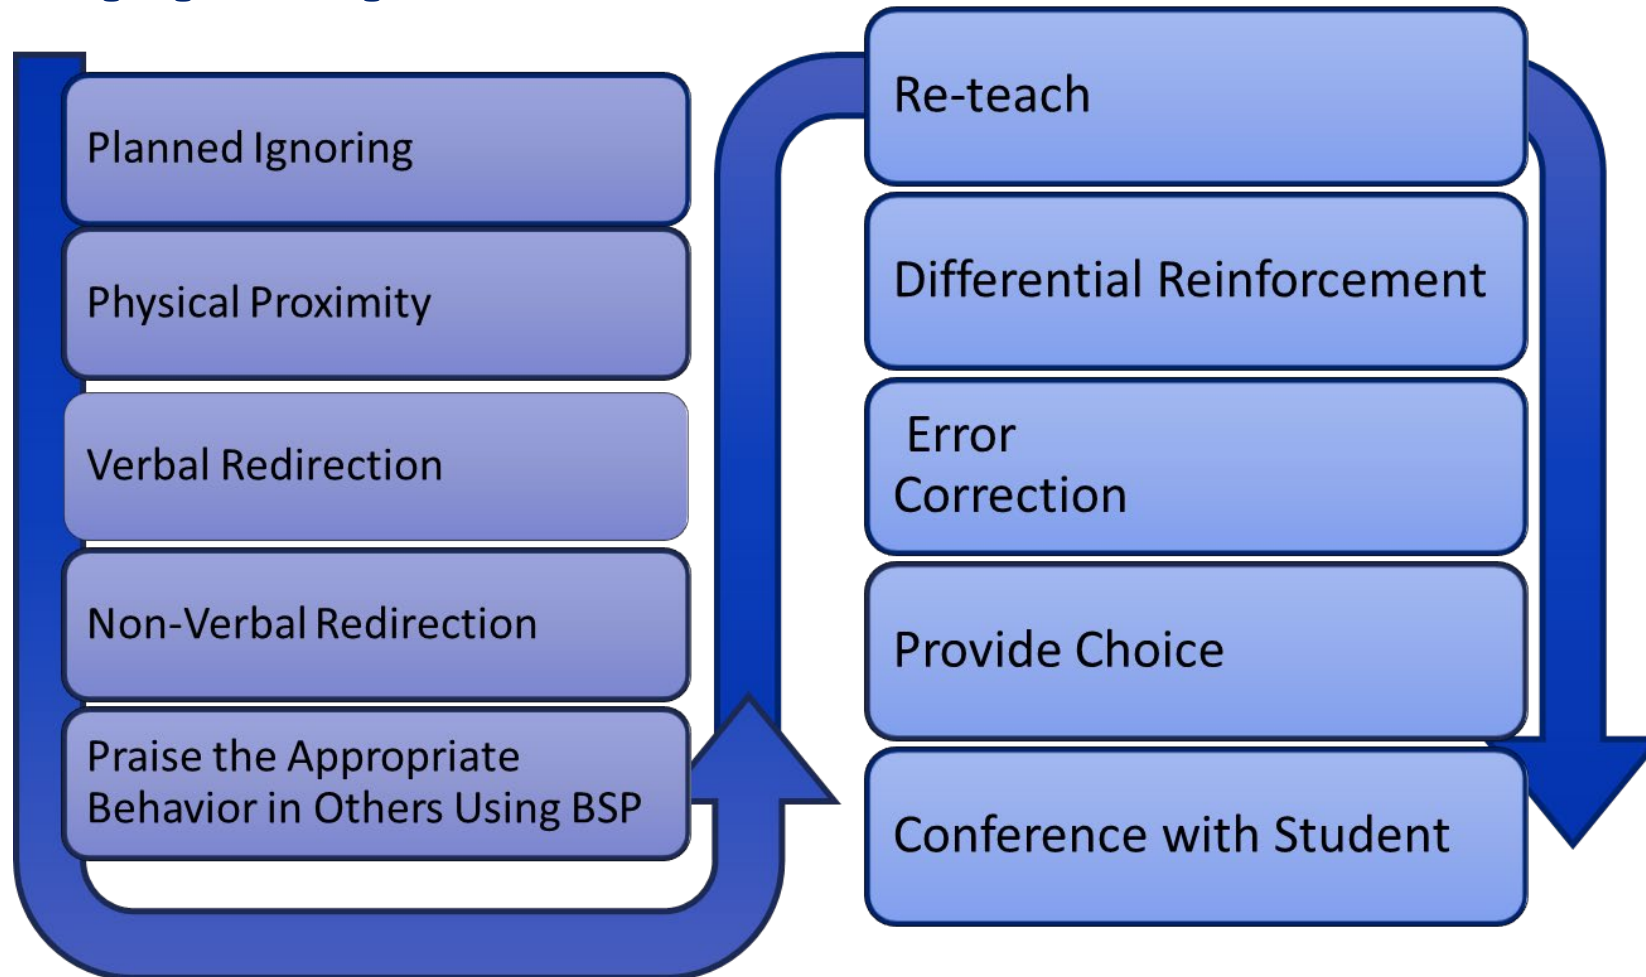 Planned Ignoring
Physical Proximity
Verbal Redirection
Non-Verbal Redirection
Praise the Appropriate
Behavior in Others Using BSP
Re-teach
Differential Reinforcement
Error
Correction
Provide Choice
Conference with Student